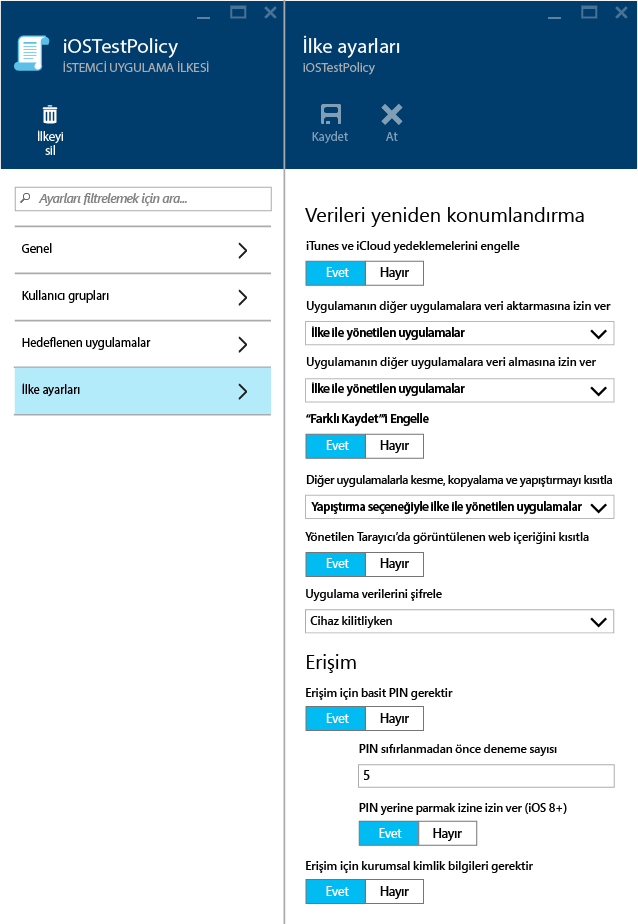 iOSTestPolicy
İSTEMCİ UYGULAMA İLKESİ
İlkeyi
sil
Ayarları filtrelemek için ara...
Genel
Kullanıcı grupları
Hedeflenen uygulamalar
İlke ayarları
İlke ayarları
iOSTestPolicy
Kaydet
At
Verileri yeniden konumlandırma
iTunes ve iCloud yedeklemelerini engelle
Evet Hayır
Uygulamanın diğer uygulamalara veri aktarmasına izin ver
İlke ile yönetilen uygulamalar
Uygulamanın diğer uygulamalara veri almasına izin ver
İlke ile yönetilen uygulamalar
“Farklı Kaydet”'i Engelle
Evet Hayır
Diğer uygulamalarla kesme, kopyalama ve yapıştırmayı kısıtla
Yapıştırma seçeneğiyle ilke ile yönetilen uygulamalar
Yönetilen Tarayıcı’da görüntülenen web içeriğini kısıtla
Evet Hayır
Uygulama verilerini şifrele
Cihaz kilitliyken
Erişim
Erişim için basit PIN gerektir
Evet Hayır
PIN sıfırlanmadan önce deneme sayısı
5
PIN yerine parmak izine izin ver (iOS 8+)
Evet Hayır
Erişim için kurumsal kimlik bilgileri gerektir
Evet Hayır